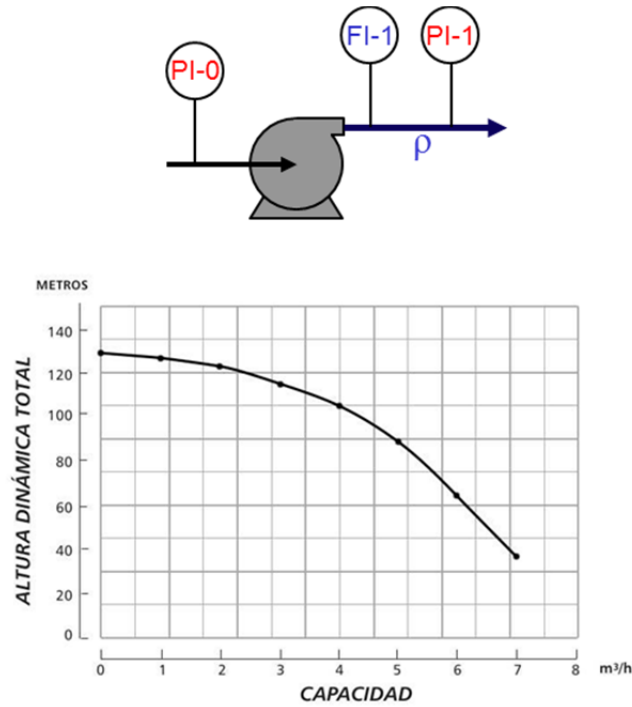 FI-1 PI-1
PI-0
ρ
METROS
140
120
100
80
60
40
20
0
ALTURA DINÁMICA TOTAL
0 1 2 3 4 5 6 7 8 m³/h
CAPACIDAD